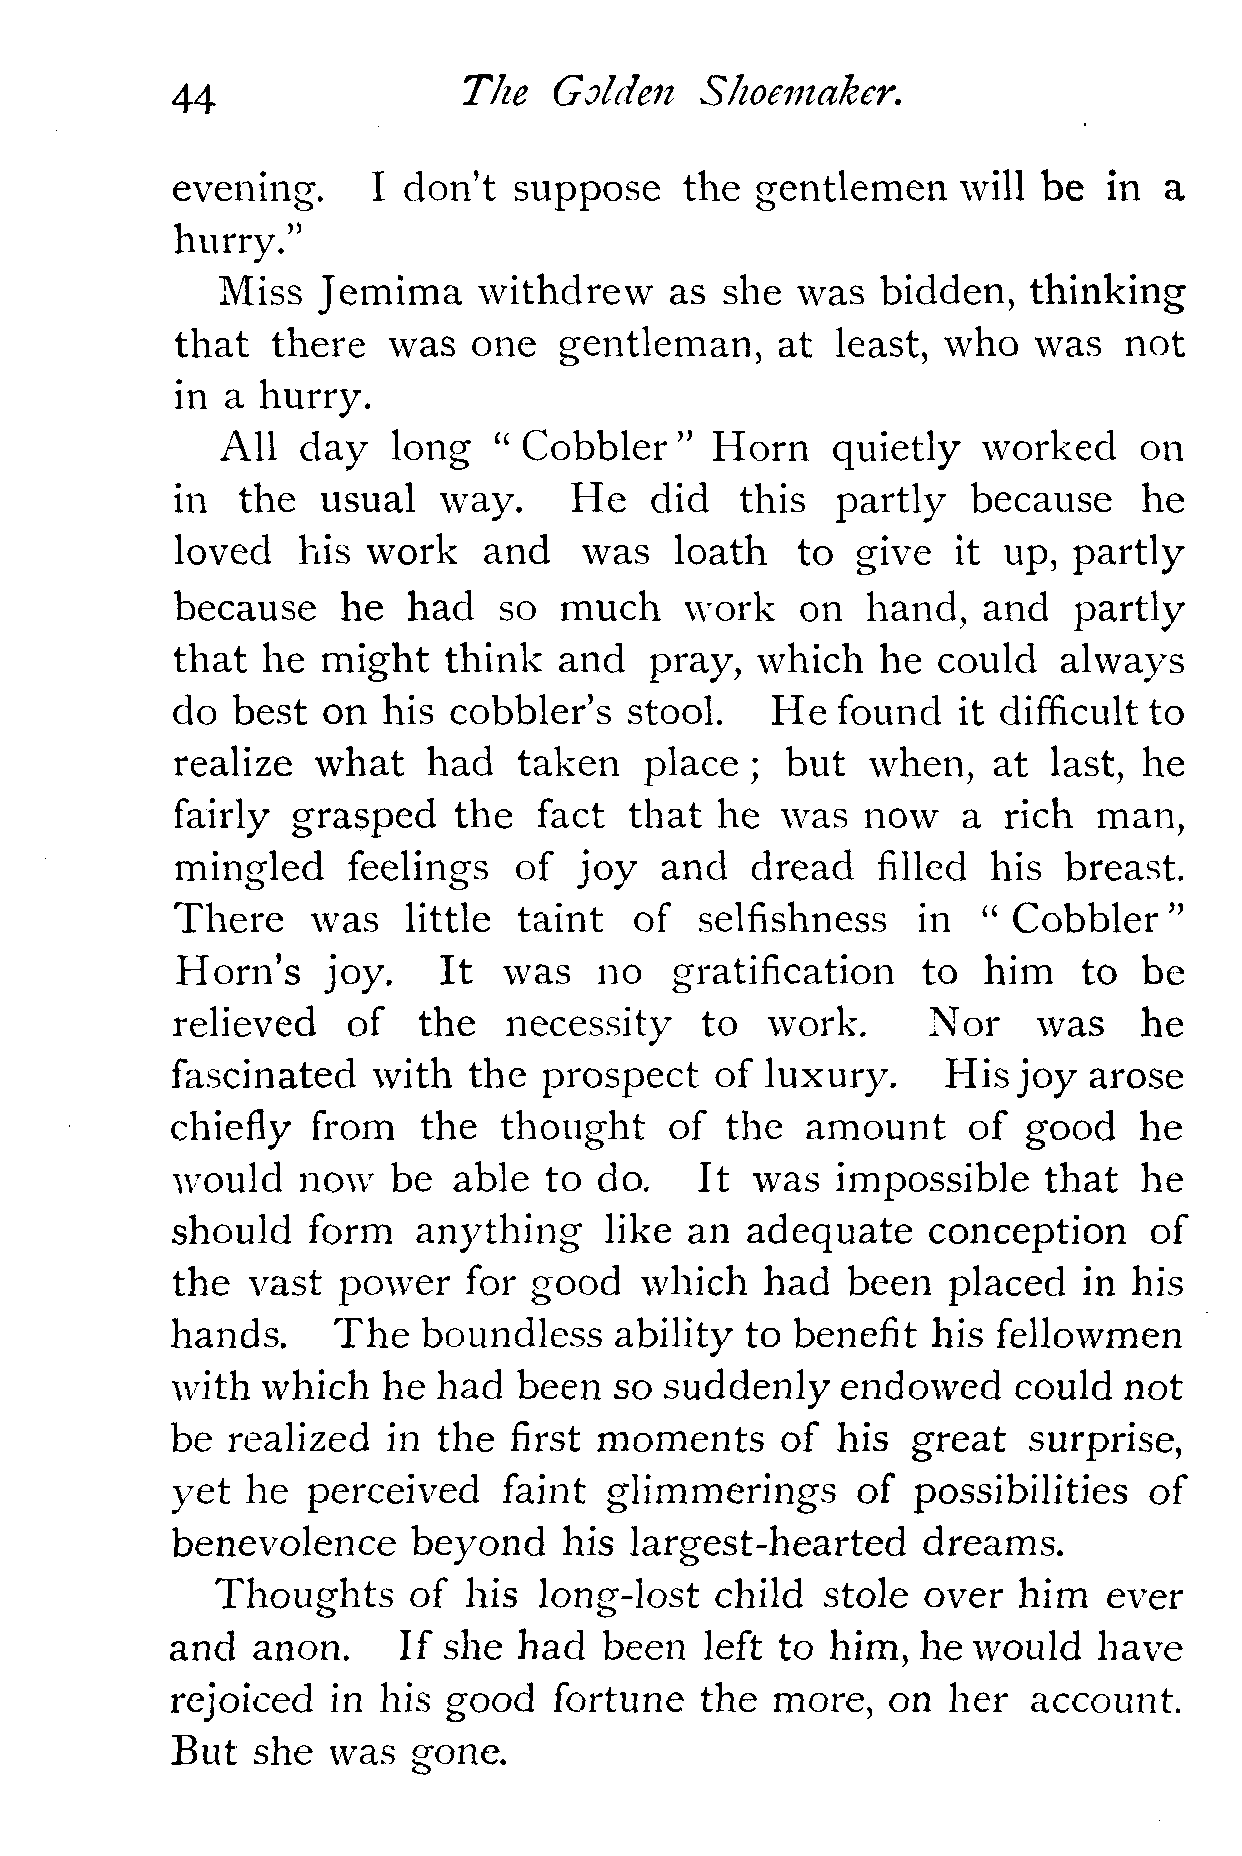 44 The Golden Shoemaker.
evening. I don't suppose the gentlemen will be in a
hurry."
Miss Jemima withdrew as she was bidden, thinking
that there was one gentleman, at least, who was not
in a hurry.
All day long " Cobbler " Horn quietly worked on
in the usual way. He did this partly because he
loved his work and was loath to give it up, partly
because he had so much work on hand, and partly
that he might think and pray, which he could always
do best on his cobbler's stool. He found it difficult to
realize what had taken place ; but when, at last, he
fairly grasped the fact that he was now a rich man,
mingled feelings of joy and dread filled his breast.
There was little taint of selfishness in " Cobbler "
Horn's joy. It was no gratification to him to be
relieved of the necessity to work. Nor was he
fascinated with the prospect of luxury. His joy arose
chiefly from the thought of the amount of good he
would now be able to do. It was impossible that he
should form anything like an adequate conception of
the vast power for good which had been placed in his
hands. The boundless ability to benefit his fellowmen
with which he had been so suddenly endowed could not
be realized in the first moments of his great surprise,
yet he perceived faint glimmerings of possibilities of
benevolence beyond his largest-hearted dreams.
Thoughts of his long-lost child stole over him ever
and anon. If she had been left to him, he would have
rejoiced in his good fortune the more, on her account.
But she was gone.